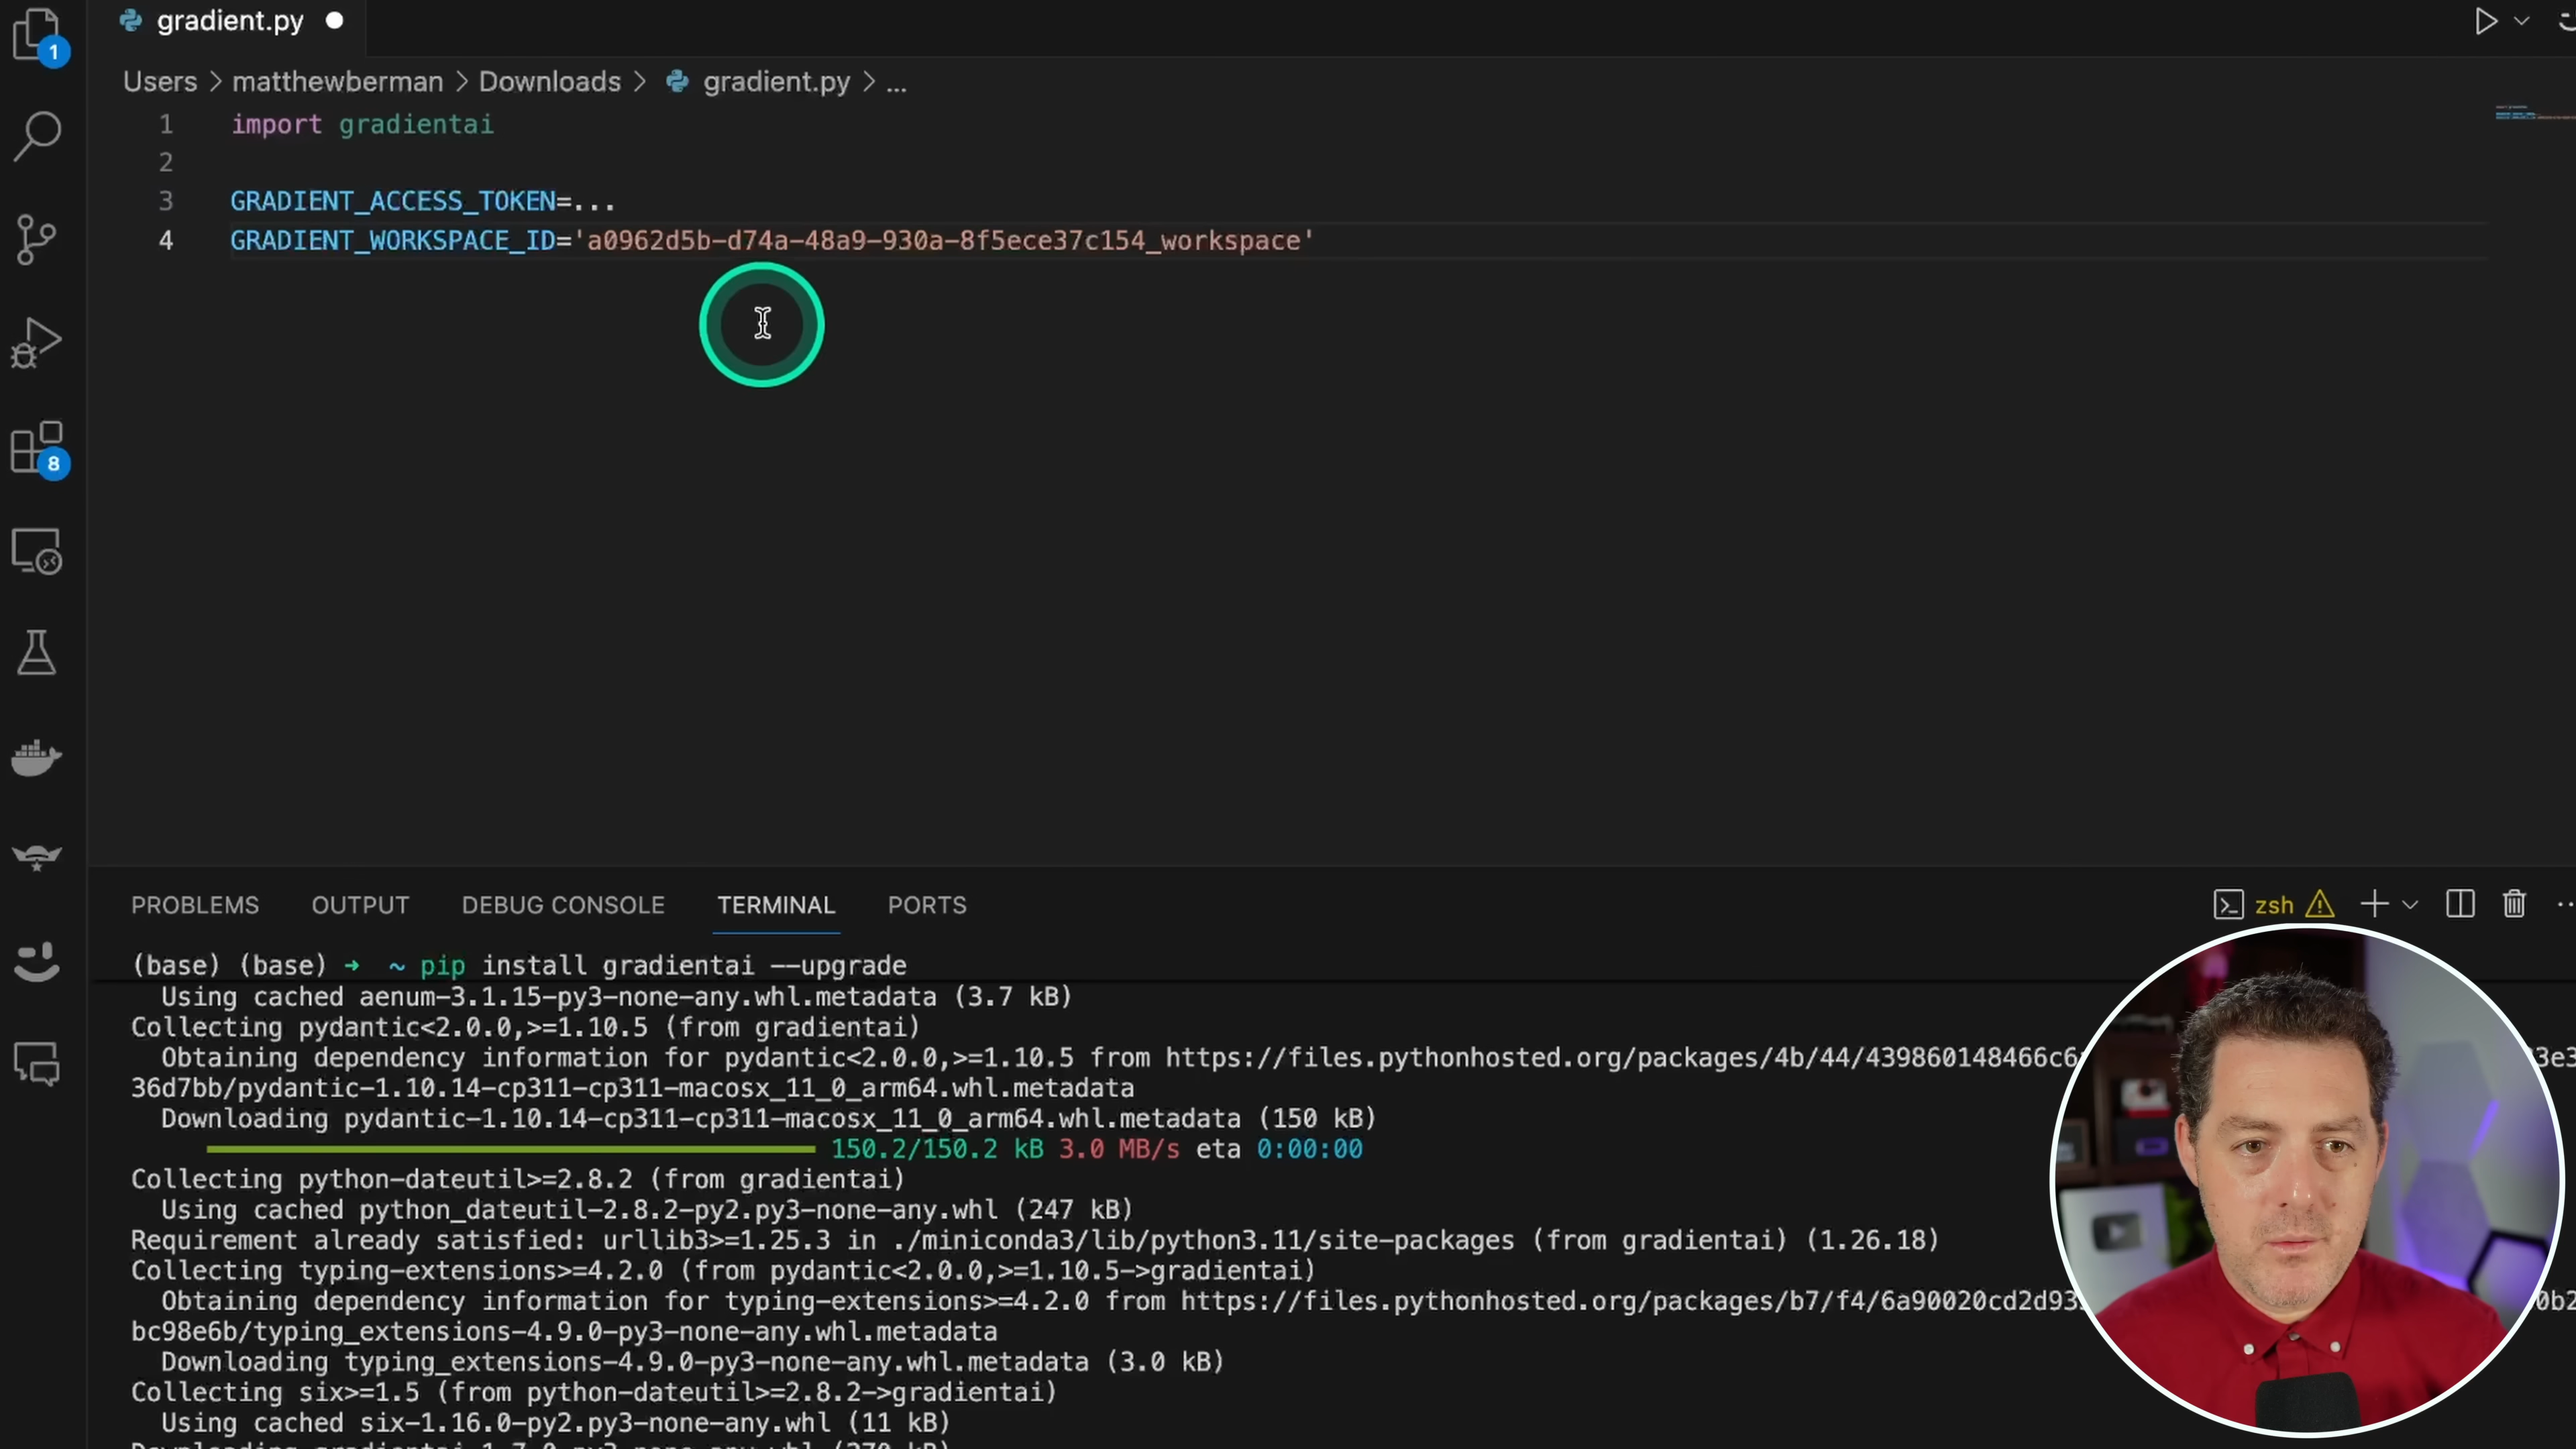 gradient.py
1
Users > matthewberman > Downloads > gradient.py > ...
1 import gradientai
2
3 GRADIENT_ACCESS_TOKEN=...
4 GRADIENT_WORKSPACE_ID='a0962d5b-d74a-48a9-930a-8f5ece37c154_workspace'
8
PROBLEMS OUTPUT DEBUG CONSOLE TERMINAL PORTS zsh
(base) (base) ➜ ~ pip install gradientai --upgrade
Using cached aenum-3.1.15-py3-none-any.whl.metadata (3.7 kB)
Collecting pydantic<2.0.0,>=1.10.5 (from gradientai)
Obtaining dependency information for pydantic<2.0.0,>=1.10.5 from https://files.pythonhosted.org/packages/4b/44/439860148466c6
36d7bb/pydantic-1.10.14-cp311-cp311-macosx_11_0_arm64.whl.metadata
Downloading pydantic-1.10.14-cp311-cp311-macosx_11_0_arm64.whl.metadata (150 kB)
150.2/150.2 kB 3.0 MB/s eta 0:00:00
Collecting python-dateutil>=2.8.2 (from gradientai)
Using cached python_dateutil-2.8.2-py2.py3-none-any.whl (247 kB)
Requirement already satisfied: urllib3>=1.25.3 in ./miniconda3/lib/python3.11/site-packages (from gradientai) (1.26.18)
Collecting typing-extensions>=4.2.0 (from pydantic<2.0.0,>=1.10.5->gradientai)
Obtaining dependency information for typing-extensions>=4.2.0 from https://files.pythonhosted.org/packages/b7/f4/6a90020cd2d93
bc98e6b/typing_extensions-4.9.0-py3-none-any.whl.metadata
Downloading typing_extensions-4.9.0-py3-none-any.whl.metadata (3.0 kB)
Collecting six>=1.5 (from python-dateutil>=2.8.2->gradientai)
Using cached six-1.16.0-py2.py3-none-any.whl (11 kB)